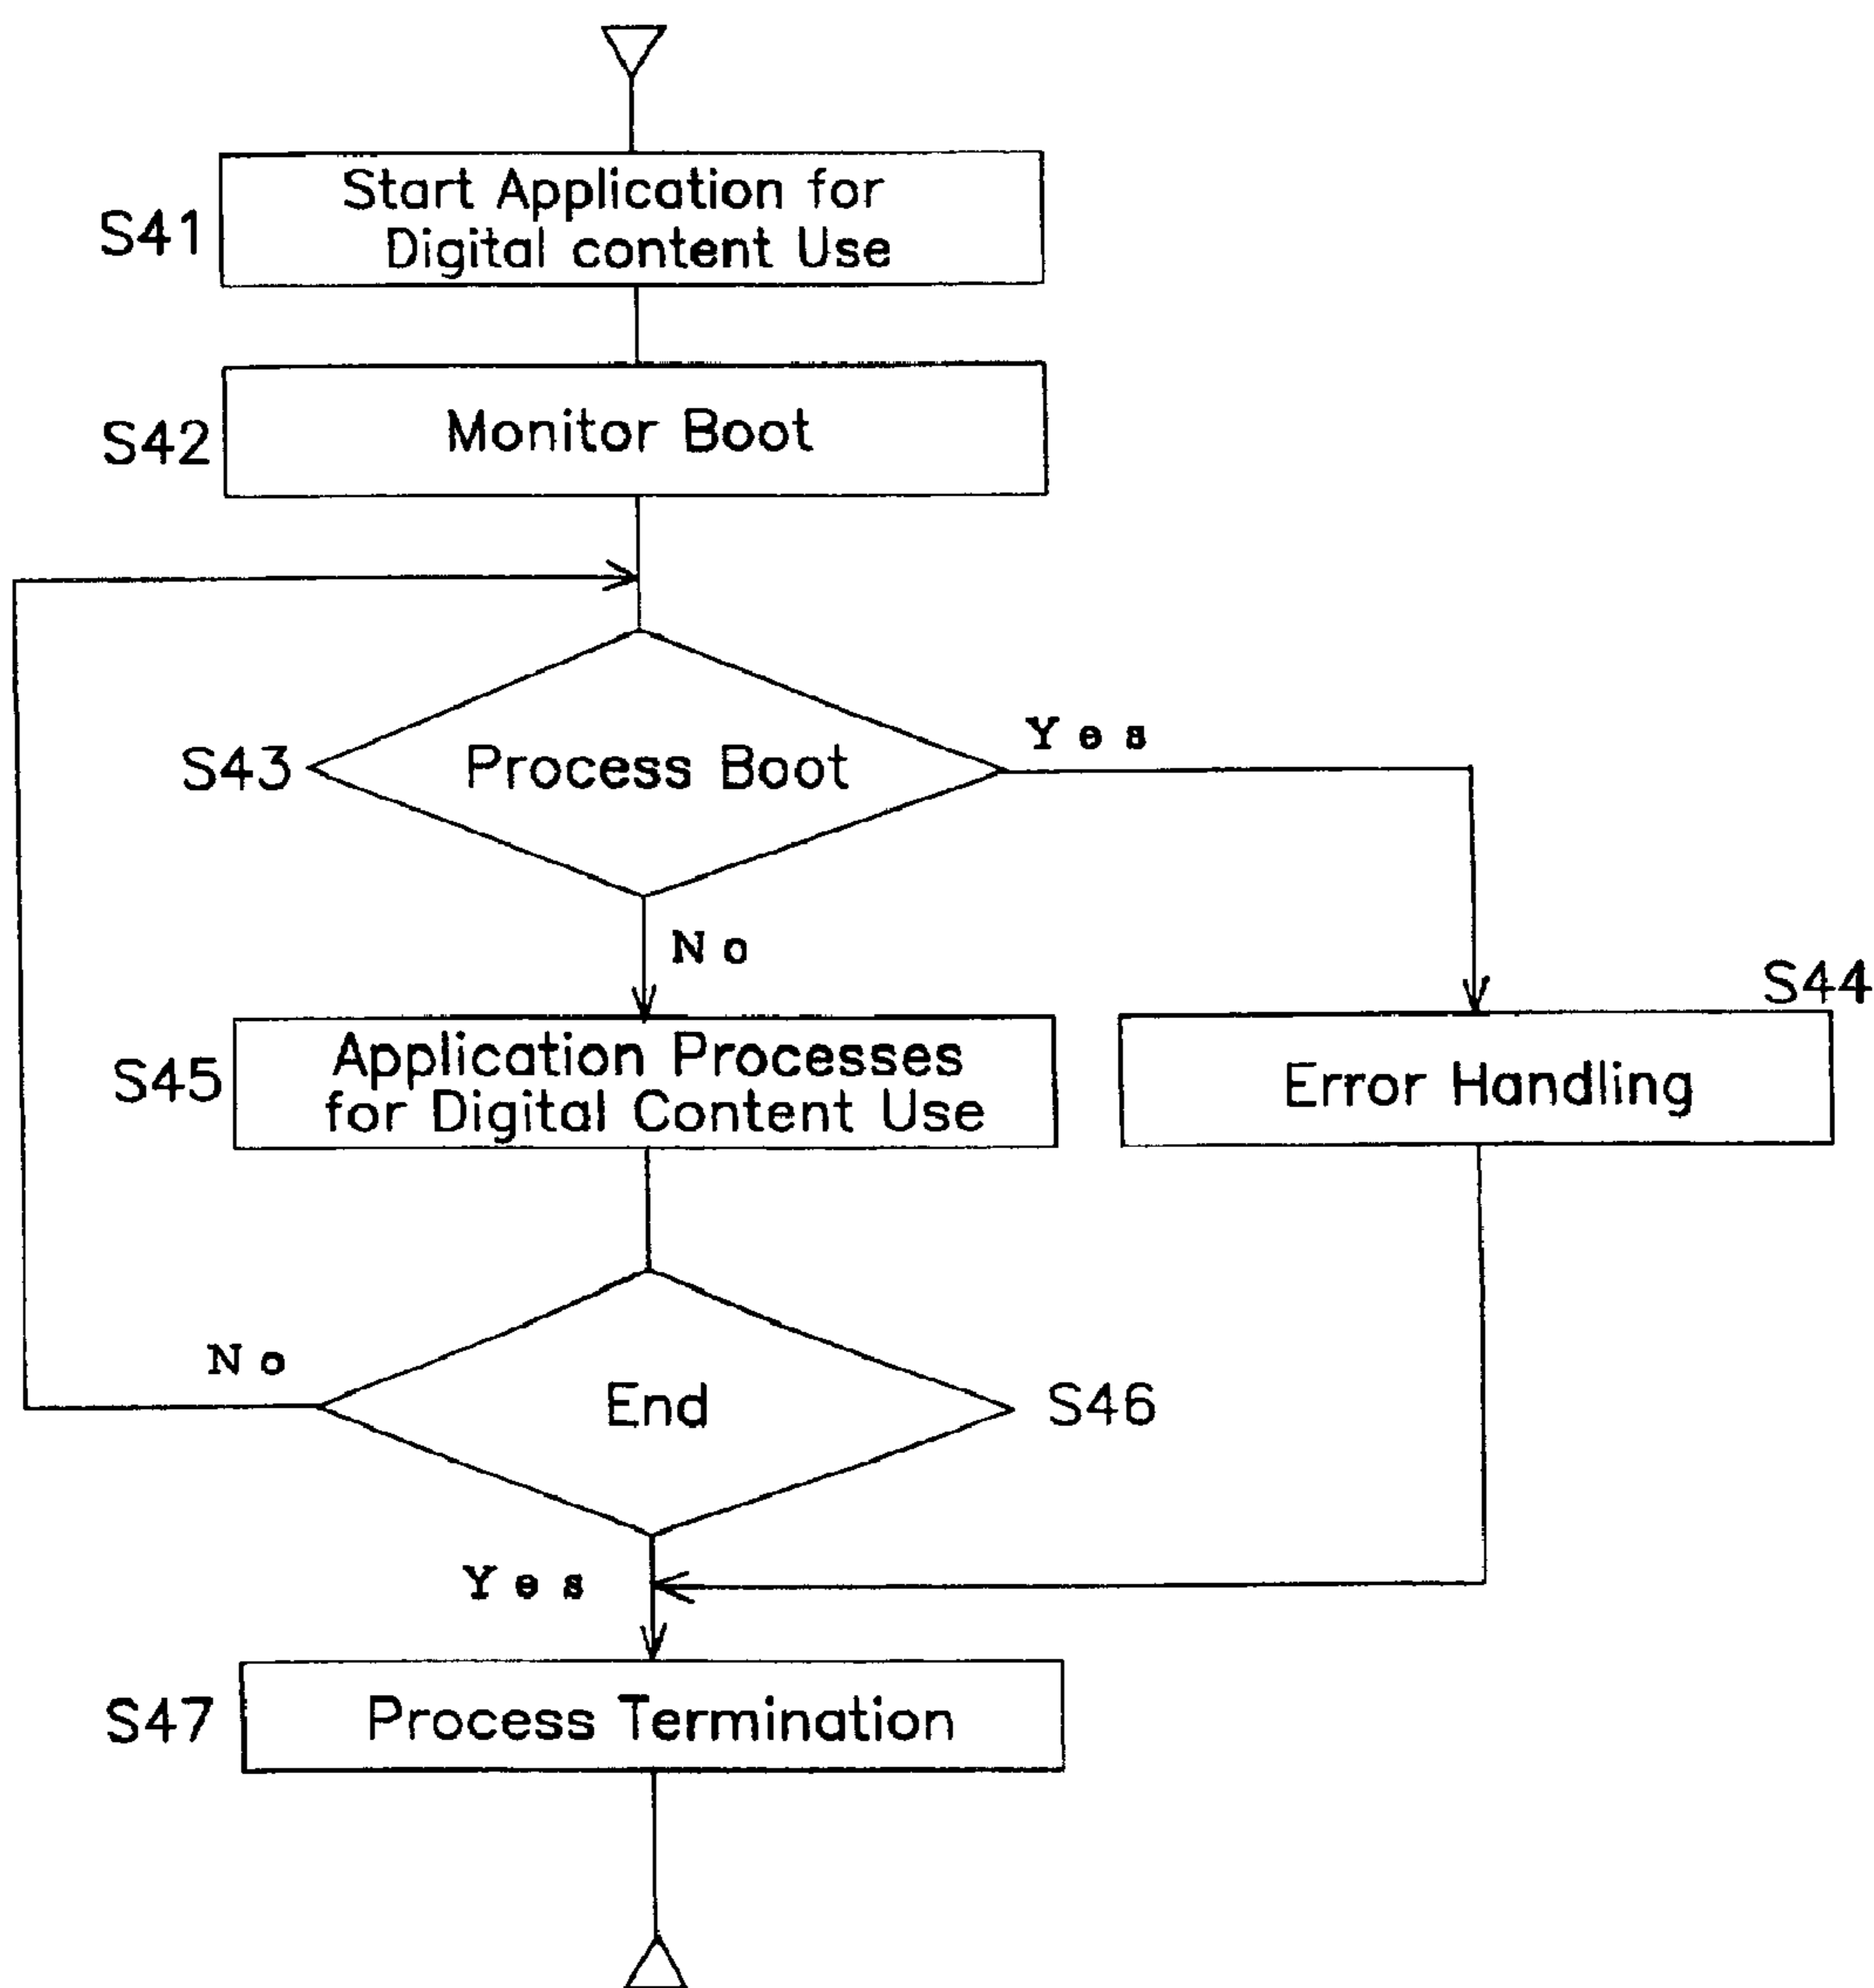 S41
Start Application for
Digital content Use
S42
Monitor Boot
S43
Process Boot
Yes
No
S44
S45
Application Processes
for Digital Content Use
Error Handling
No
End
S46
Yes
S47
Process Termination